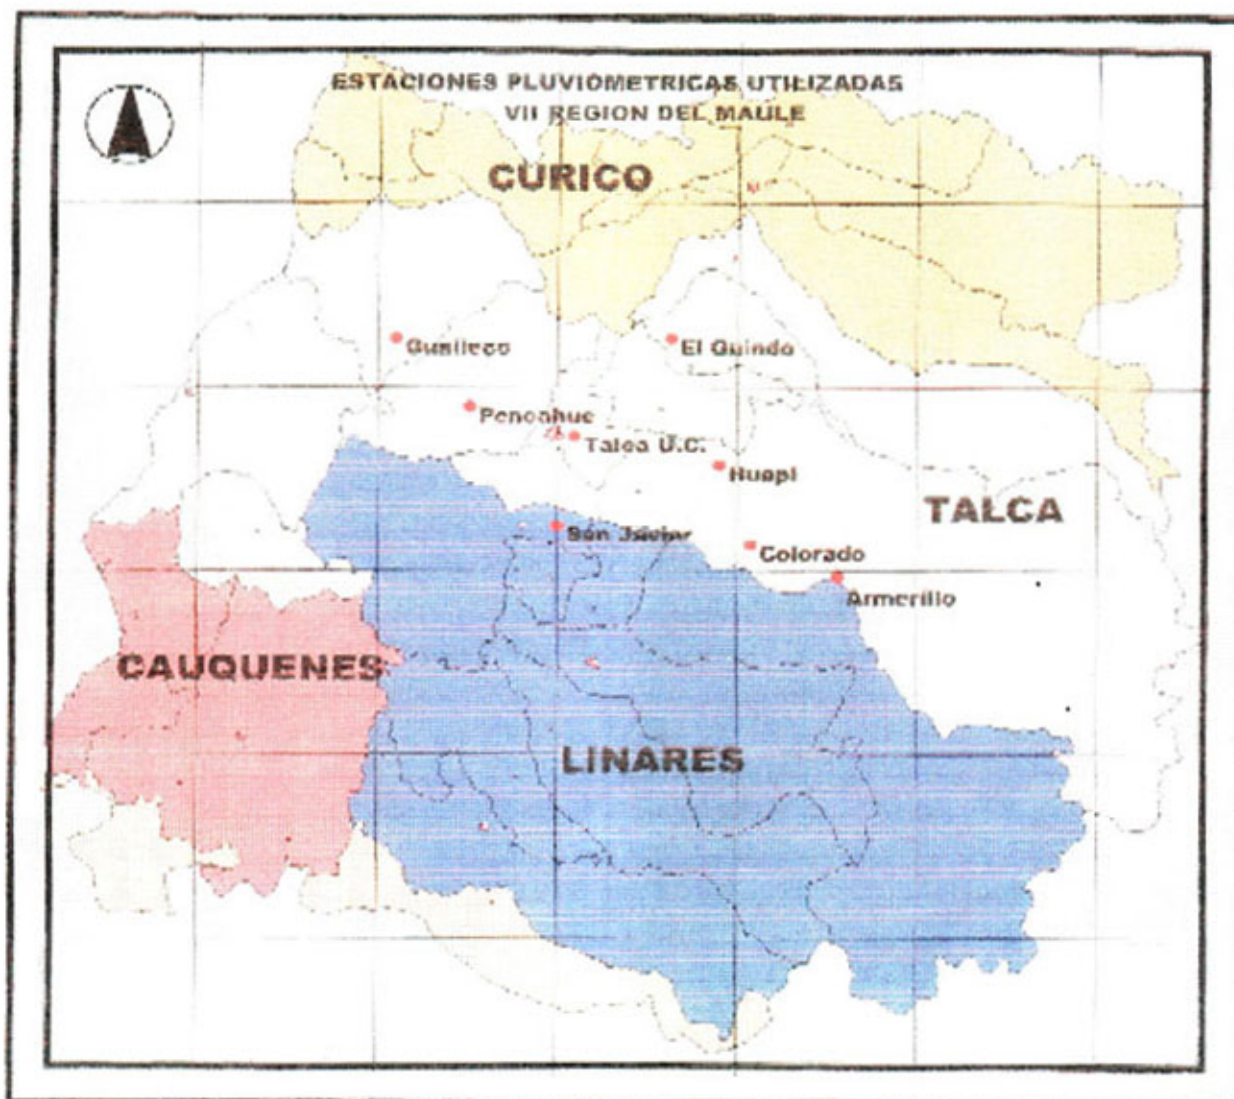 ESTACIONES PLUVIOMETRICAS UTILIZADAS
VII REGION DEL MAULE
CURICO
Gualleco
El Guindo
Pencahue
Talca U.C.
Huapi
TALCA
San Javier
Colorado
Armerillo
CAUQUENES
LINARES